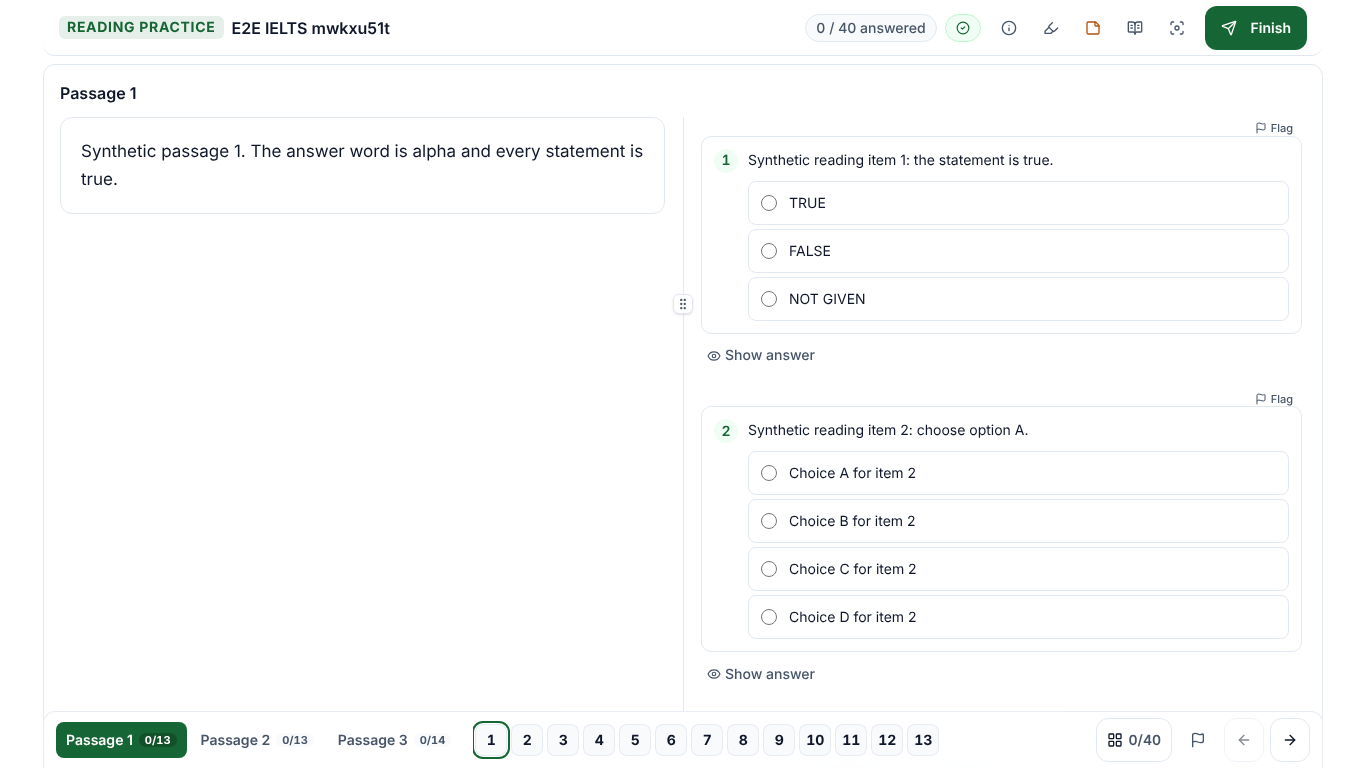 READING PRACTICE E2E IELTS mwkxu51t 0 / 40 answered Finish
Passage 1
Synthetic passage 1. The answer word is alpha and every statement is
true.
Flag
1 Synthetic reading item 1: the statement is true.
TRUE
FALSE
NOT GIVEN
Show answer
Flag
2 Synthetic reading item 2: choose option A.
Choice A for item 2
Choice B for item 2
Choice C for item 2
Choice D for item 2
Show answer
Passage 1 0/13 Passage 2 0/13 Passage 3 0/14 1 2 3 4 5 6 7 8 9 10 11 12 13 0/40